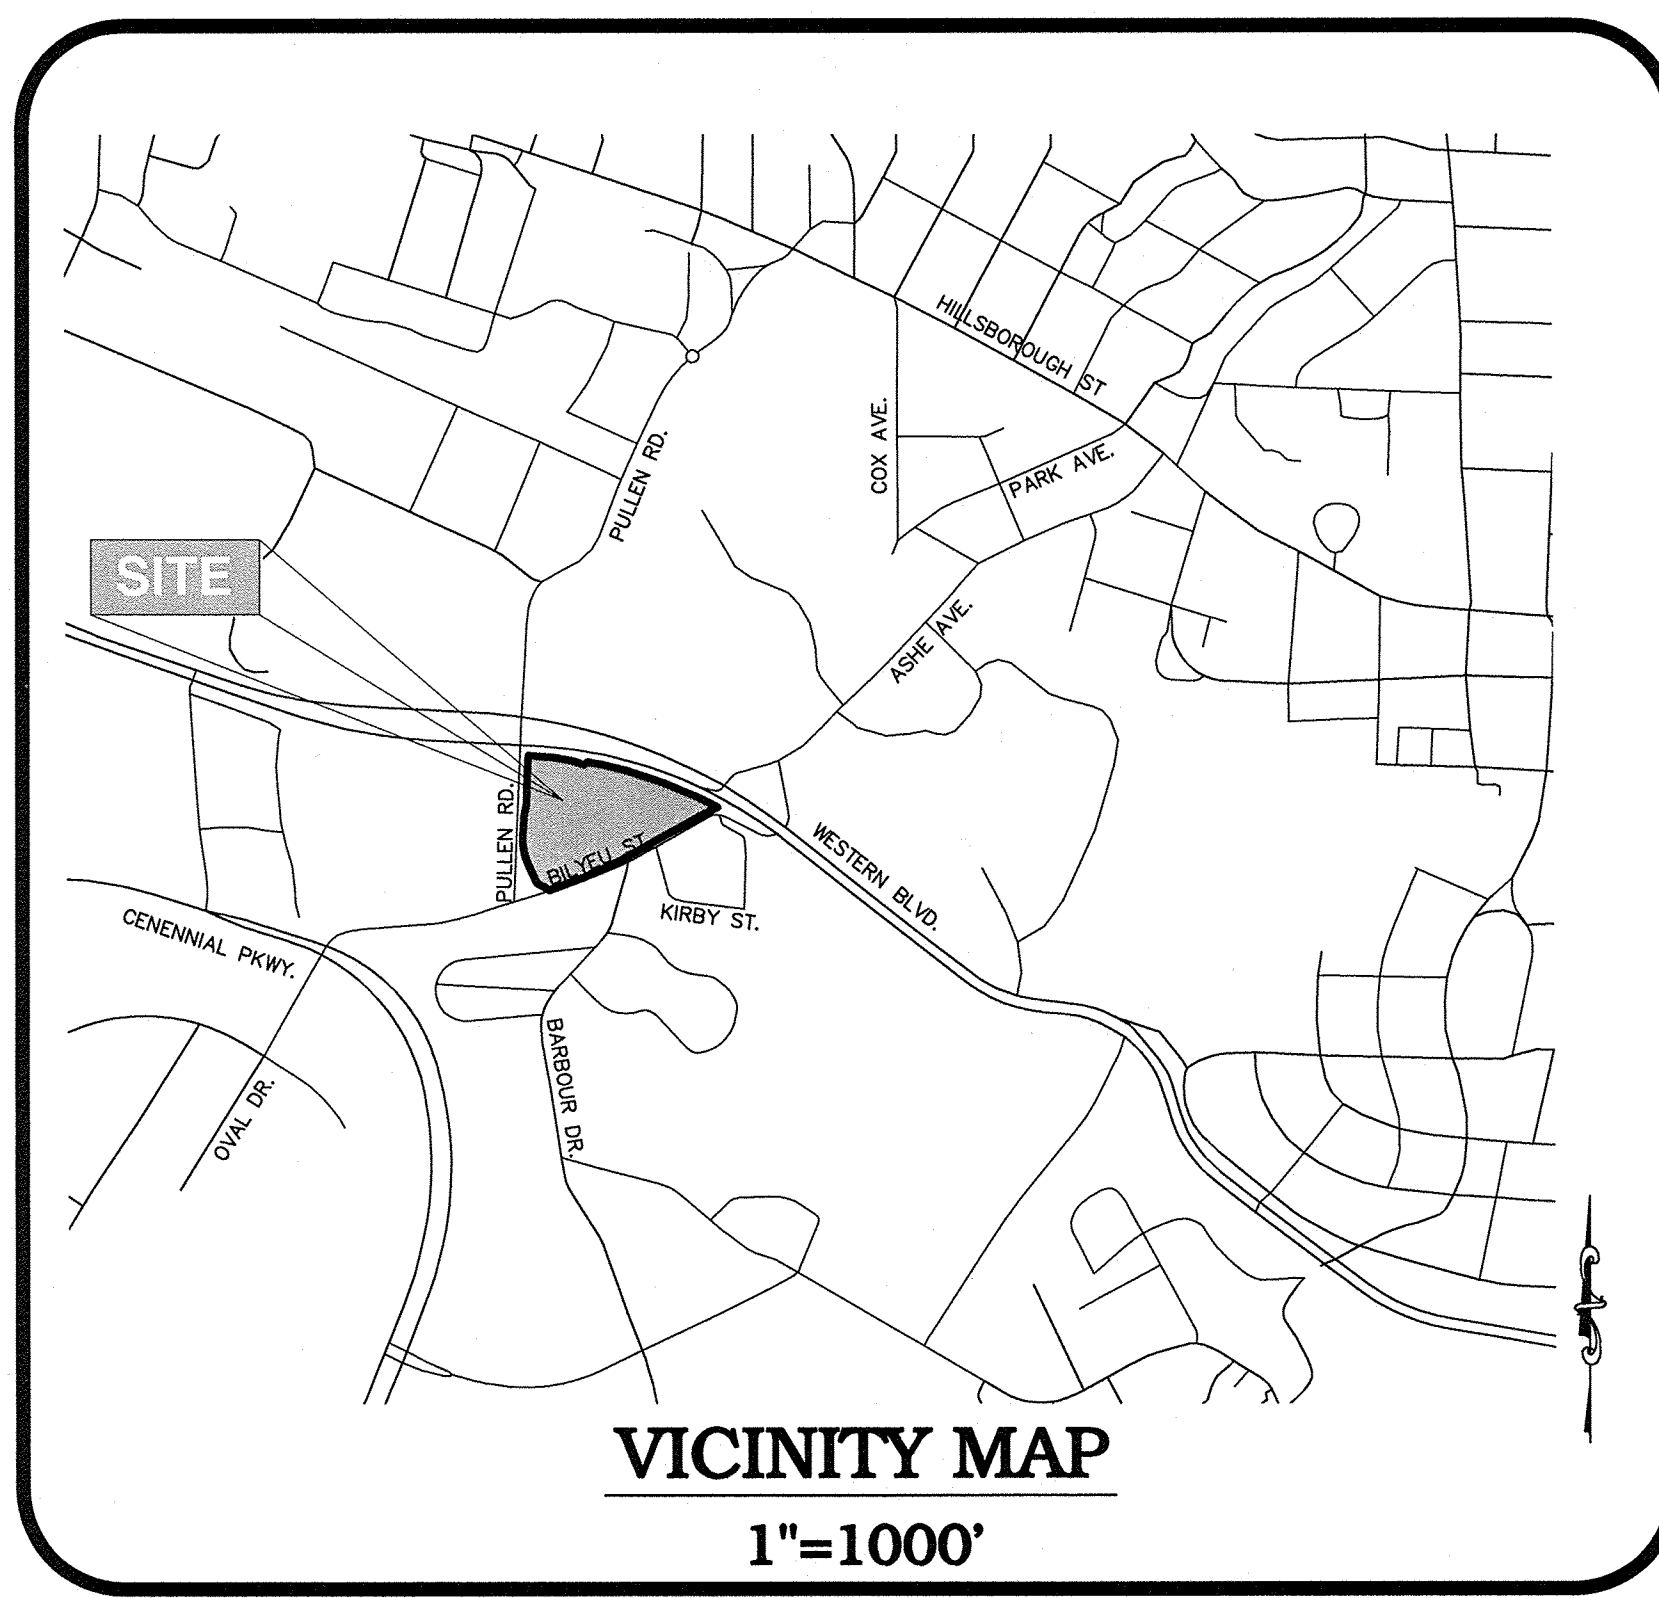 HILLSBOROUGH ST
COX AVE.
PULLEN RD.
PARK AVE.
SITE
ASHE AVE.
PULLEN RD.
BILYEU ST.
WESTERN BLVD.
KIRBY ST.
CENENNIAL PKWY.
BARBOUR DR.
OVAL DR.
VICINITY MAP
1"=1000'